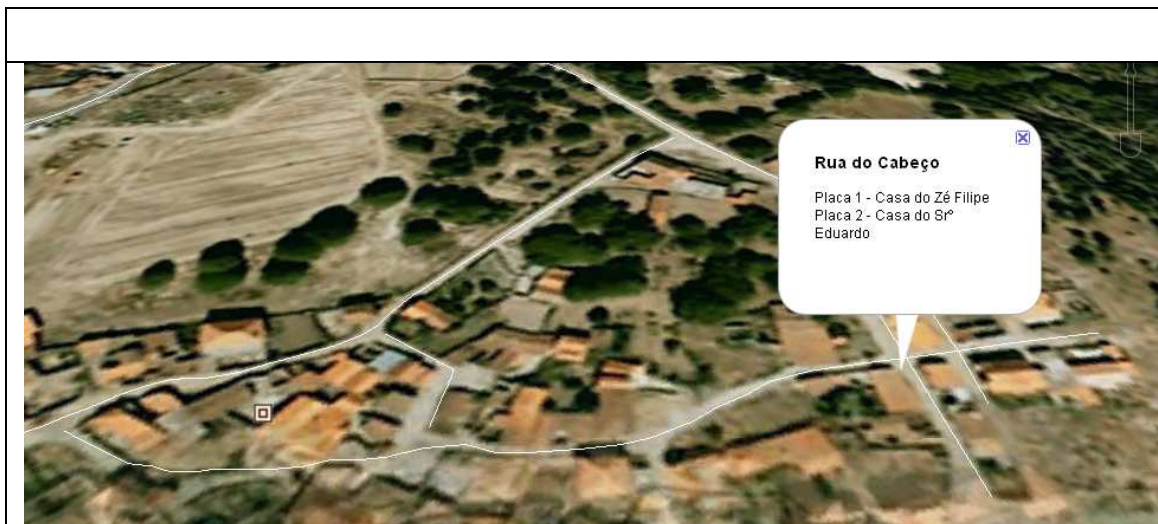 Rua do Cabeço
Placa 1 - Casa do Zé Filipe
Placa 2 - Casa do Srº
Eduardo